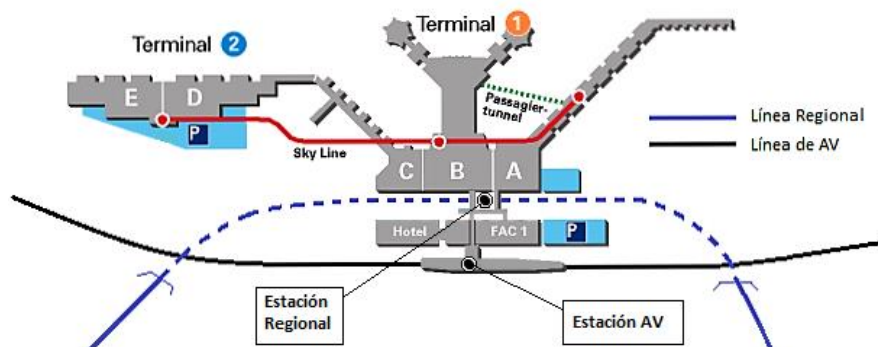 Terminal 1
Terminal 2
E
D
P
Passagier-
tunnel
Sky Line
C
B
A
Hotel
FAC 1
P
Línea Regional
Línea de AV
Estación
Regional
Estación AV